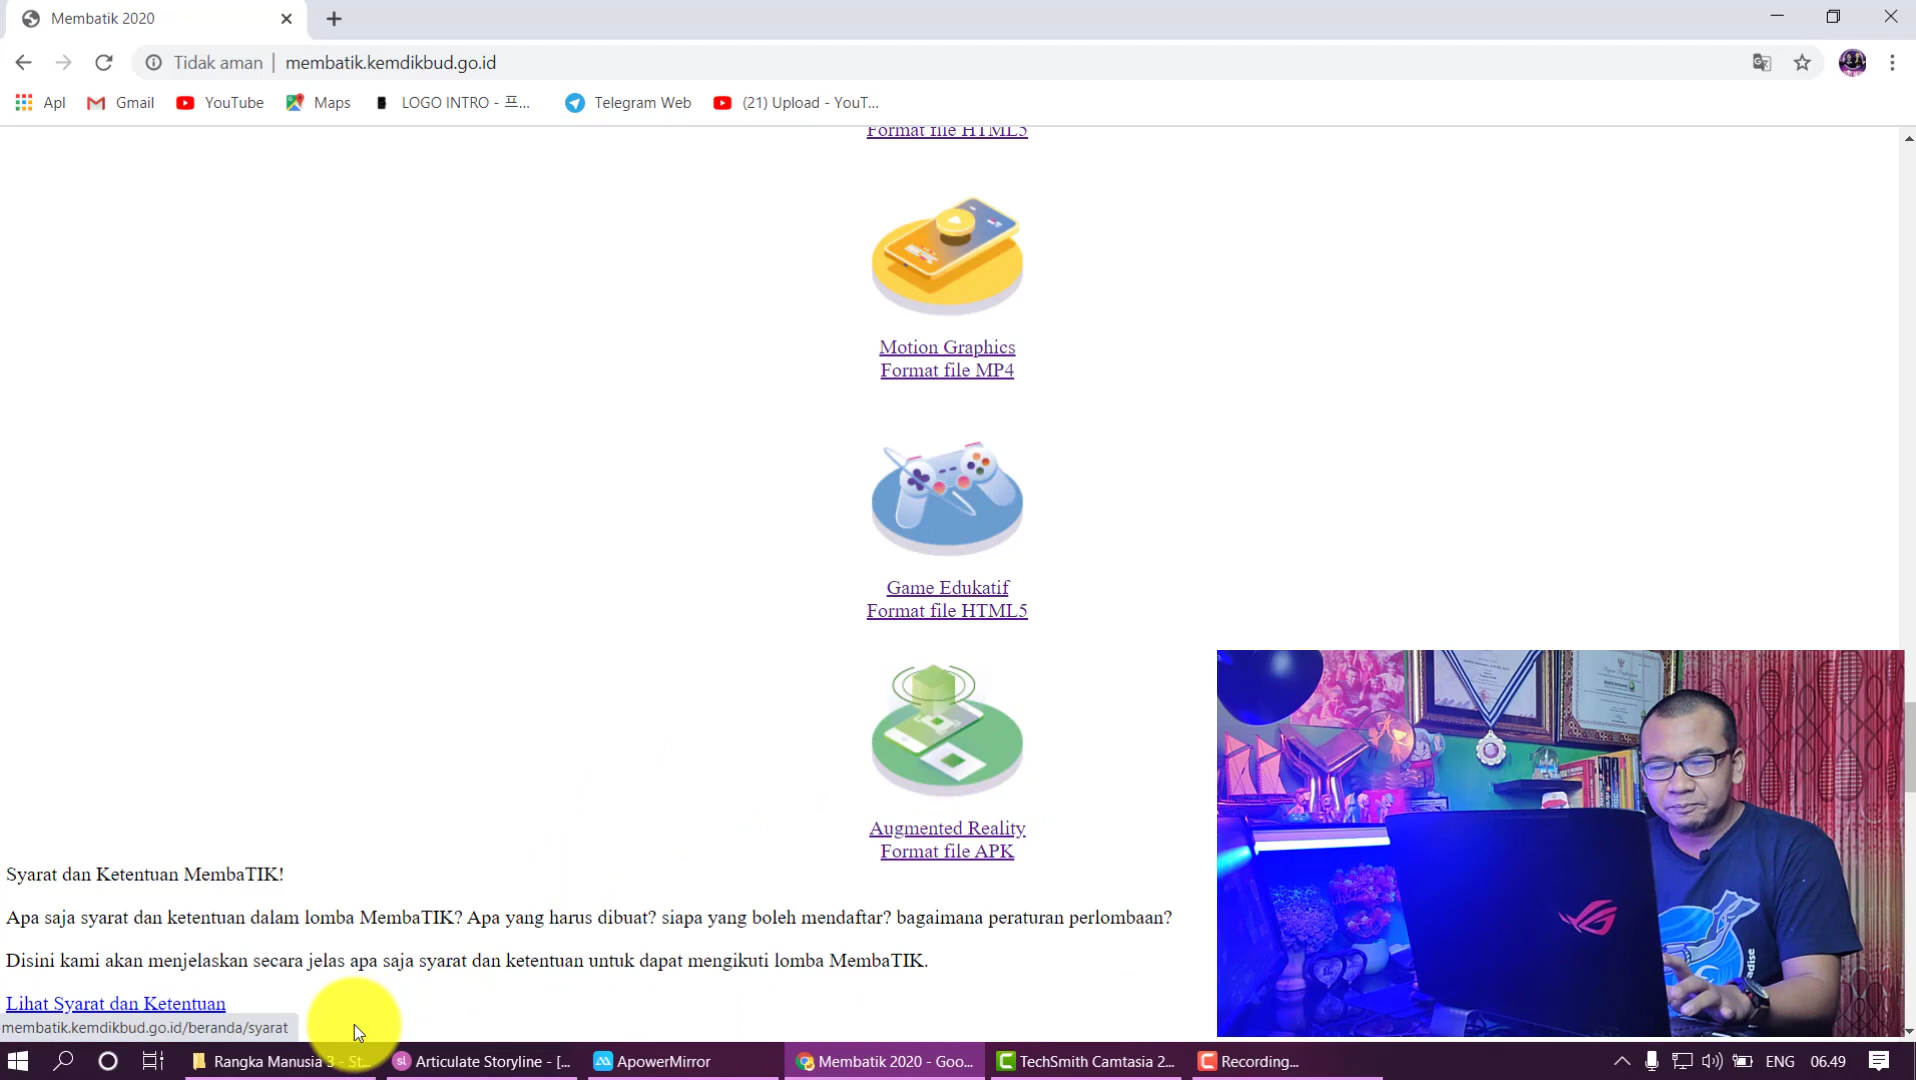 Membatik 2020
Tidak aman | membatik.kemdikbud.go.id
Apl Gmail YouTube Maps LOGO INTRO - 프... Telegram Web (21) Upload - YouT...
Format file HTML5
Motion Graphics
Format file MP4
Game Edukatif
Format file HTML5
Augmented Reality
Format file APK
Syarat dan Ketentuan MembaTIK!
Apa saja syarat dan ketentuan dalam lomba MembaTIK? Apa yang harus dibuat? siapa yang boleh mendaftar? bagaimana peraturan perlombaan?
Disini kami akan menjelaskan secara jelas apa saja syarat dan ketentuan untuk dapat mengikuti lomba MembaTIK.
Lihat Syarat dan Ketentuan
membatik.kemdikbud.go.id/beranda/syarat
Rangka Manusia 3 - St... sl Articulate Storyline - [... ApowerMirror Membatik 2020 - Goo... TechSmith Camtasia 2... Recording... ENG 06.49